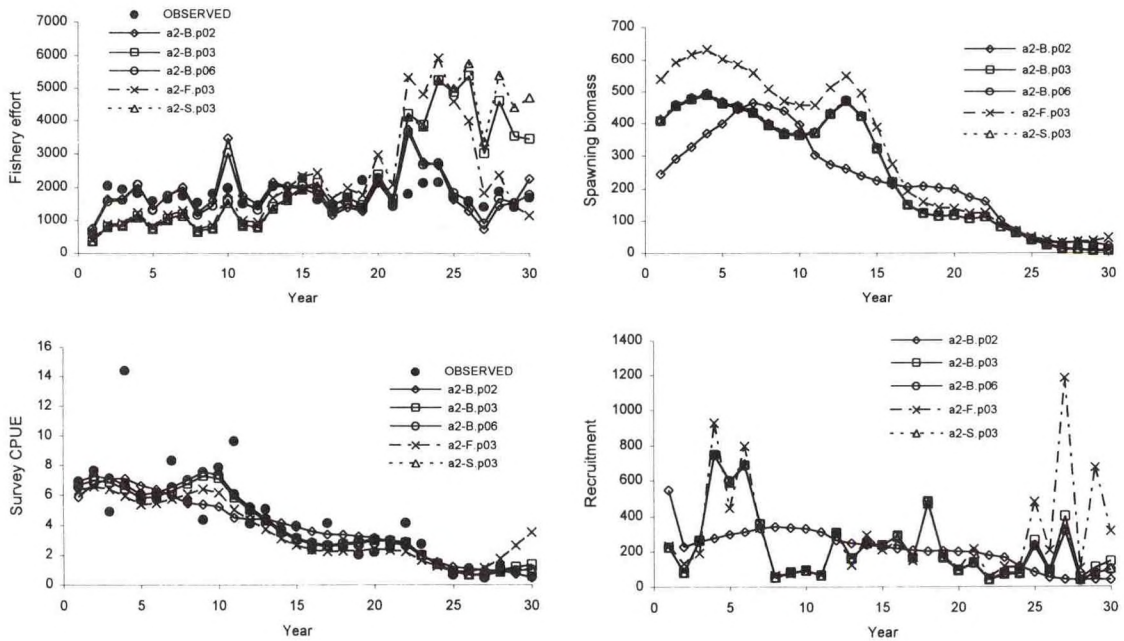 OBSERVED
a2-B.p02
a2-B.p03
a2-B.p06
a2-F.p03
a2-S.p03
Fishery effort
7000
6000
5000
4000
3000
2000
1000
0
0 5 10 15 20 25 30
Year
a2-B.p02
a2-B.p03
a2-B.p06
a2-F.p03
a2-S.p03
Spawning biomass
700
600
500
400
300
200
100
0
0 5 10 15 20 25 30
Year
OBSERVED
a2-B.p02
a2-B.p03
a2-B.p06
a2-F.p03
a2-S.p03
Survey CPUE
16
14
12
10
8
6
4
2
0
0 5 10 15 20 25 30
Year
a2-B.p02
a2-B.p03
a2-B.p06
a2-F.p03
a2-S.p03
Recruitment
1400
1200
1000
800
600
400
200
0
0 5 10 15 20 25 30
Year